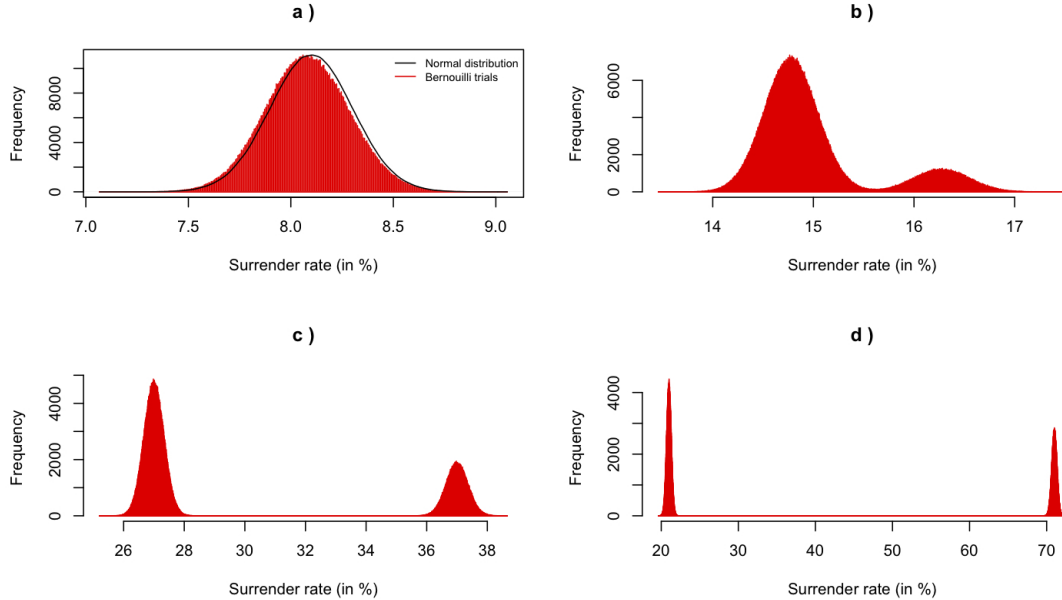 a )
Frequency
0
4000
8000
Normal distribution
Bernouilli trials
7.0 7.5 8.0 8.5 9.0
Surrender rate (in %)
b )
Frequency
0
2000
6000
14 15 16 17
Surrender rate (in %)
c )
Frequency
0
2000
4000
26 28 30 32 34 36 38
Surrender rate (in %)
d )
Frequency
0
2000
4000
20 30 40 50 60 70
Surrender rate (in %)